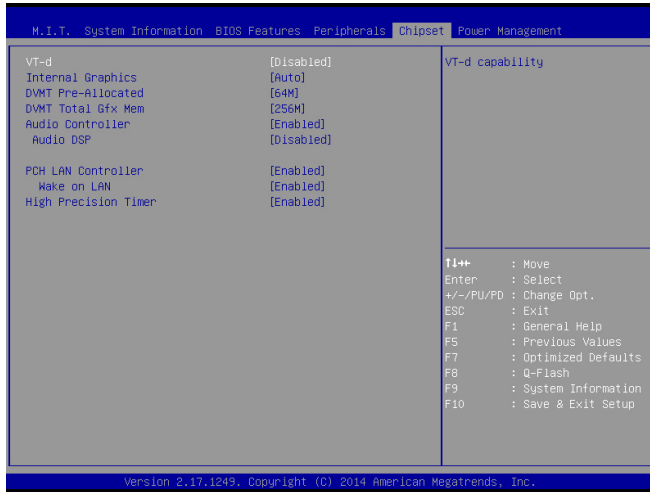 M.I.T. System Information BIOS Features Peripherals Chipset Power Management
VT-d [Disabled]
Internal Graphics [Auto]
DVMT Pre-Allocated [64M]
DVMT Total Gfx Mem [256M]
Audio Controller [Enabled]
Audio DSP [Disabled]
PCH LAN Controller [Enabled]
Wake on LAN [Enabled]
High Precision Timer [Enabled]
VT-d capability
↑↓→← : Move
Enter : Select
+/-/PU/PD : Change Opt.
ESC : Exit
F1 : General Help
F5 : Previous Values
F7 : Optimized Defaults
F8 : Q-Flash
F9 : System Information
F10 : Save & Exit Setup
Version 2.17.1249. Copyright (C) 2014 American Megatrends, Inc.